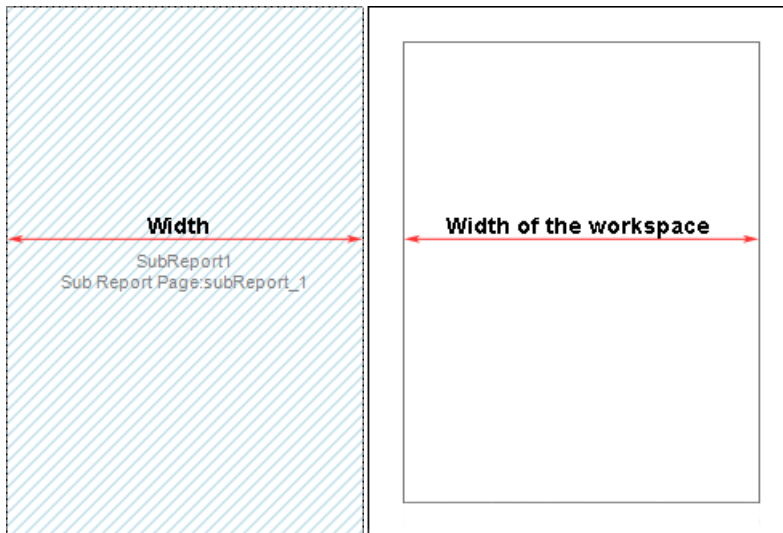 Width
SubReport1
Sub Report Page:subReport_1
Width of the workspace